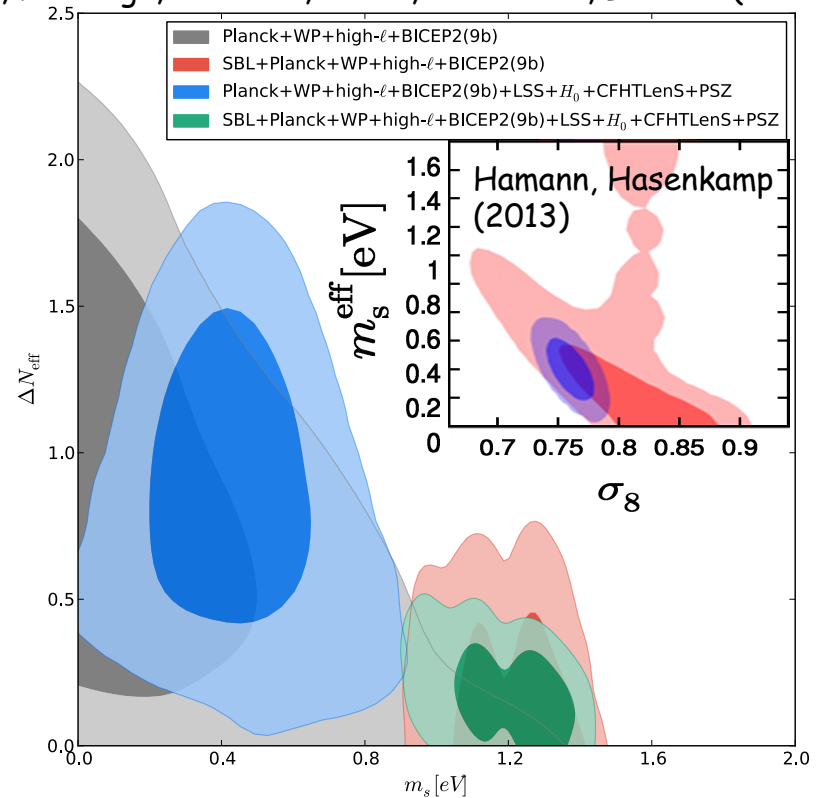 Planck+WP+high-ℓ+BICEP2(9b)
SBL+Planck+WP+high-ℓ+BICEP2(9b)
Planck+WP+high-ℓ+BICEP2(9b)+LSS+H₀+CFHTLenS+PSZ
SBL+Planck+WP+high-ℓ+BICEP2(9b)+LSS+H₀+CFHTLenS+PSZ
Hamann, Hasenkamp
(2013)
m_s^eff [eV]
1.6
1.4
1.2
1
0.8
0.6
0.4
0.2
0
0.7 0.75 0.8 0.85 0.9
σ₈
ΔN_eff
2.5
2.0
1.5
1.0
0.5
0.0
0.0 0.4 0.8 1.2 1.6 2.0
m_s [eV]